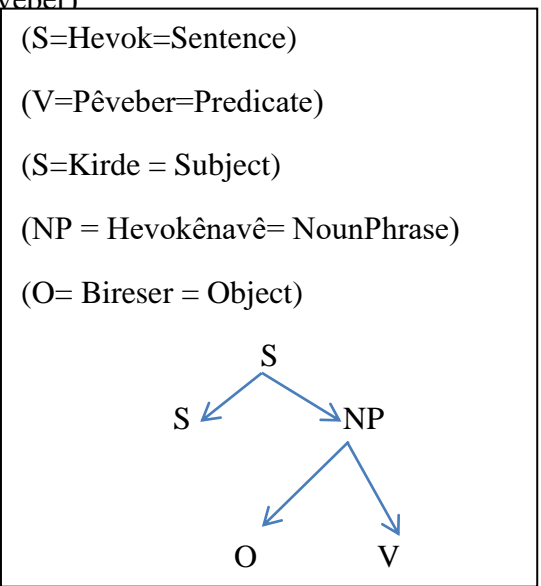 (S=Hevok=Sentence)
(V=Pêveber=Predicate)
(S=Kirde = Subject)
(NP = Hevokênavê= NounPhrase)
(O= Bireser = Object)
S
S NP
O V